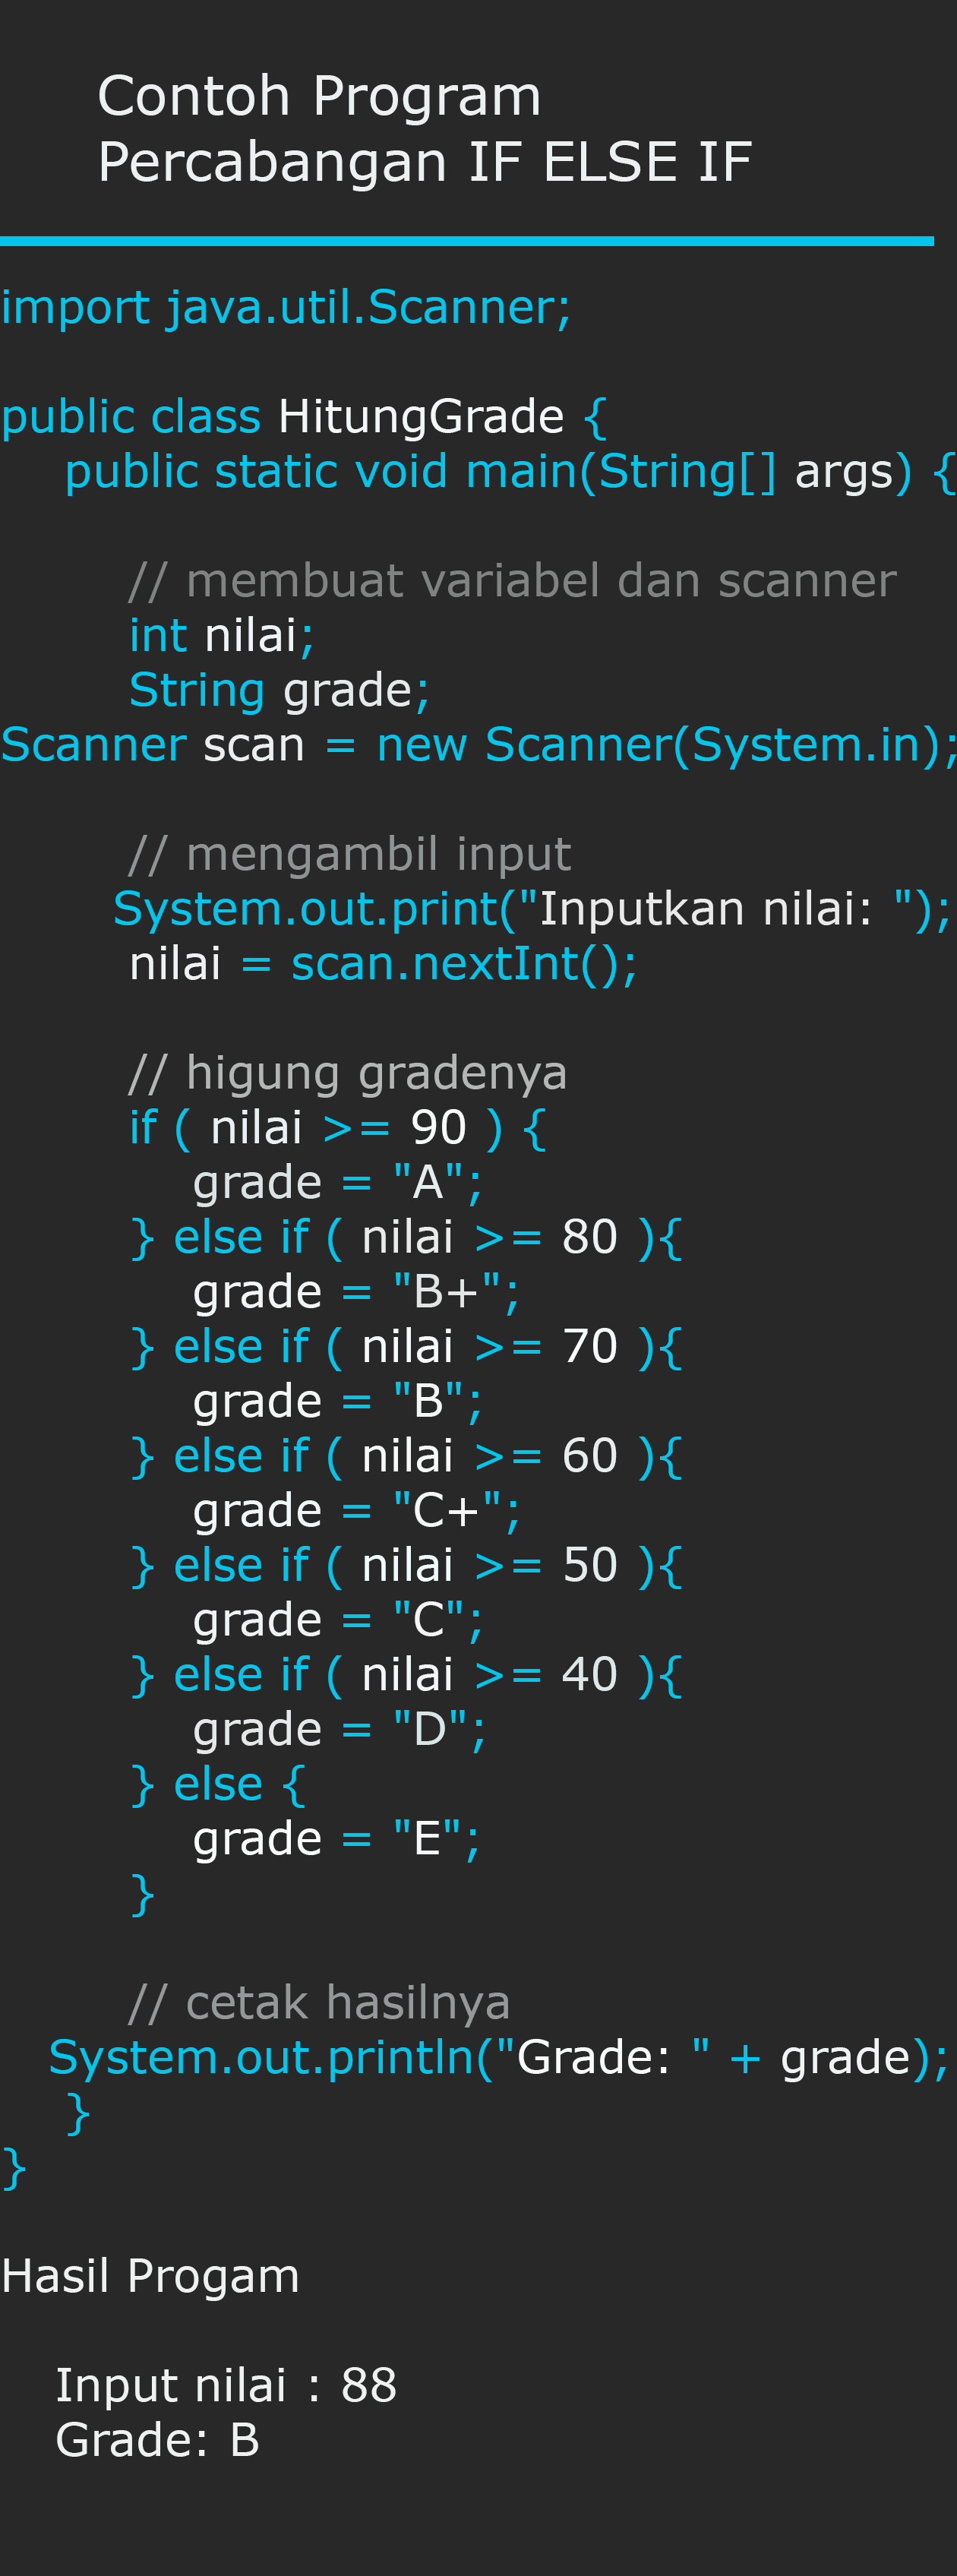 Contoh Program
Percabangan IF ELSE IF
import java.util.Scanner;
public class HitungGrade {
public static void main(String[] args) {
// membuat variabel dan scanner
int nilai;
String grade;
Scanner scan = new Scanner(System.in);
// mengambil input
System.out.print("Inputkan nilai: ");
nilai = scan.nextInt();
// higung gradenya
if ( nilai >= 90 ) {
grade = "A";
} else if ( nilai >= 80 ){
grade = "B+";
} else if ( nilai >= 70 ){
grade = "B";
} else if ( nilai >= 60 ){
grade = "C+";
} else if ( nilai >= 50 ){
grade = "C";
} else if ( nilai >= 40 ){
grade = "D";
} else {
grade = "E";
}
// cetak hasilnya
System.out.println("Grade: " + grade);
}
}
Hasil Progam
Input nilai : 88
Grade: B